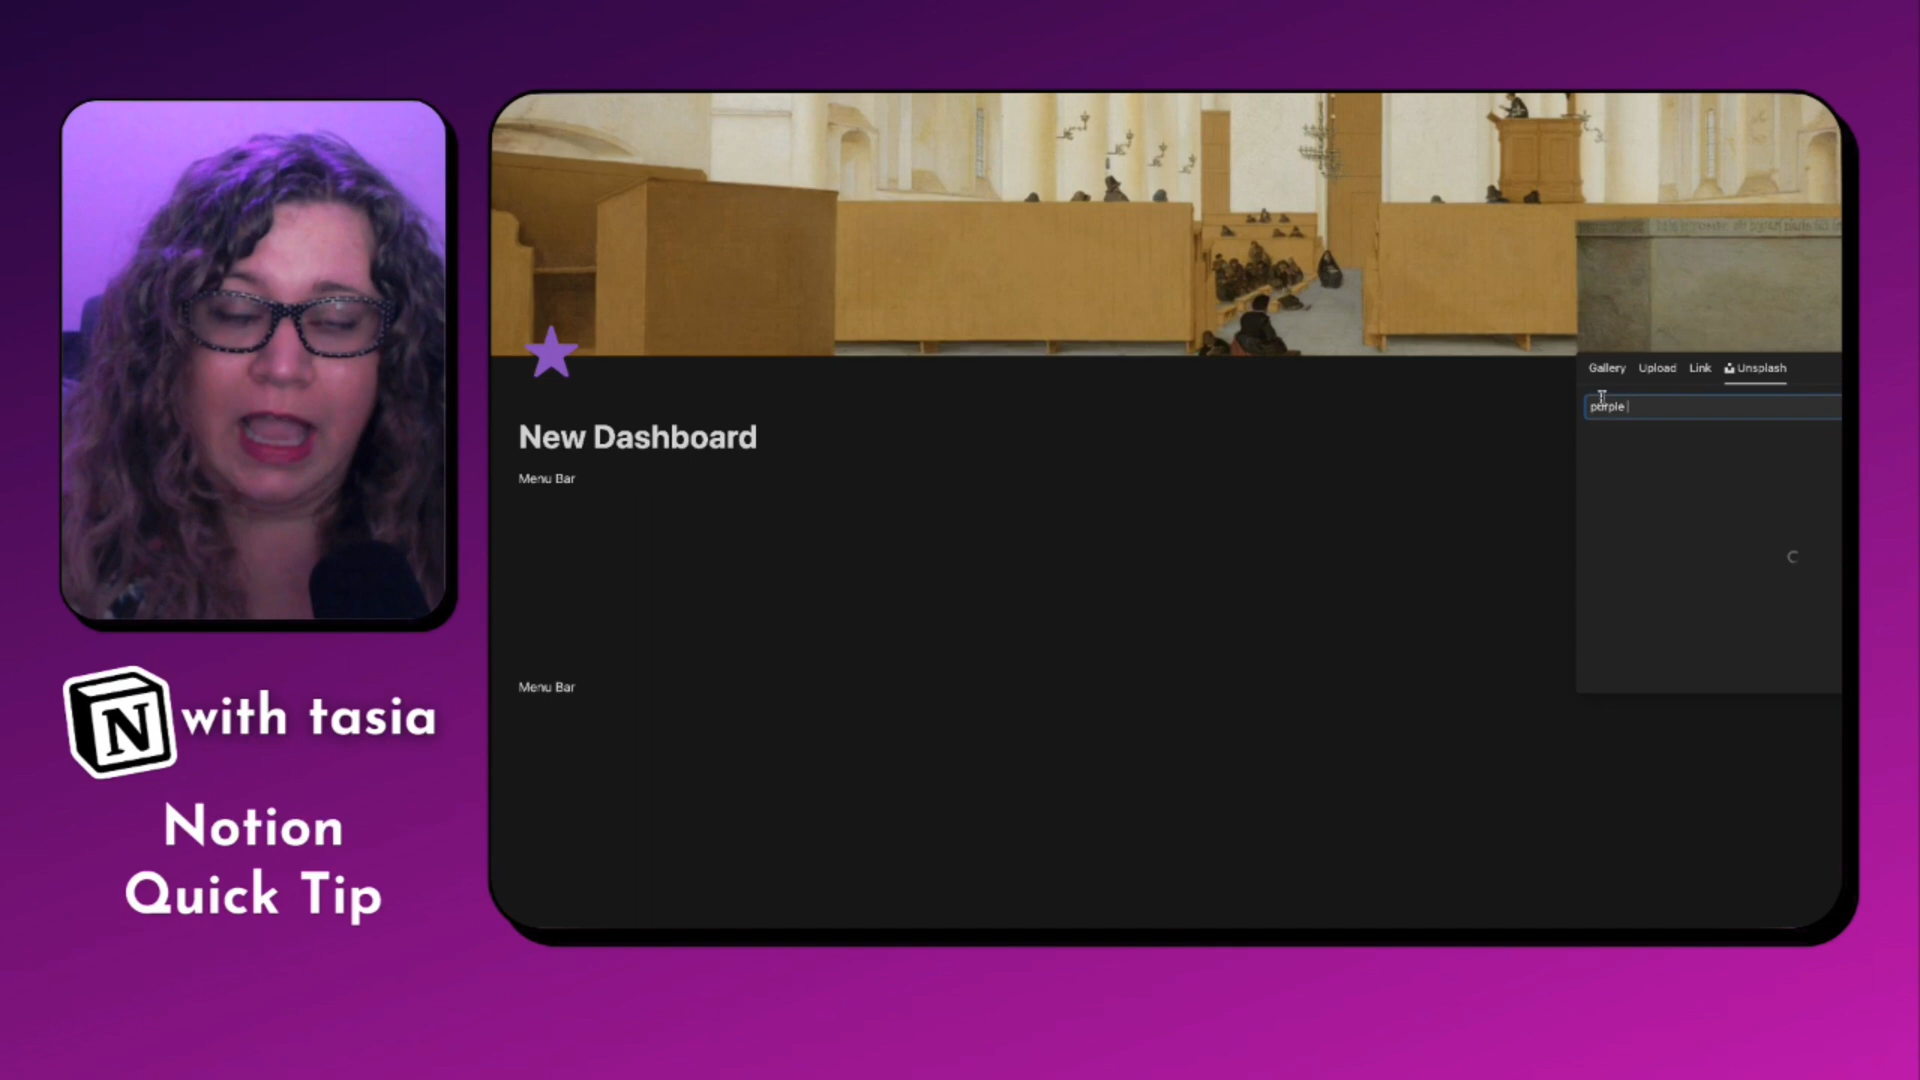 N with tasia
Notion
Quick Tip
New Dashboard
Menu Bar
Menu Bar
Gallery Upload Link Unsplash
purple